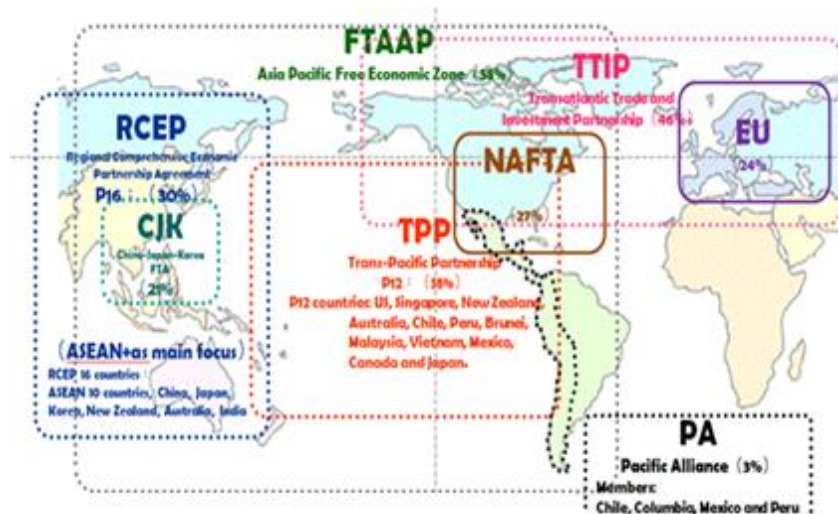 FTAAP
Asia Pacific Free Economic Zone (58%)
TTIP
Transatlantic Trade and
Investment Partnership (46%)
EU
(24%)
RCEP
Regional Comprehensive Economic
Partnership Agreement
P16 : (30%)
NAFTA
(27%)
CJK
China-Japan-Korea
FTA
(21%)
TPP
Trans-Pacific Partnership
P12 : (38%)
P12 countries: US, Singapore, New Zealand,
Australia, Chile, Peru, Brunei,
Malaysia, Vietnam, Mexico,
Canada and Japan.
(ASEAN+as main focus)
RCEP 16 countries :
ASEAN 10 countries, China, Japan,
Korea, New Zealand, Australia, India
PA
Pacific Alliance (3%)
Members:
Chile, Columbia, Mexico and Peru